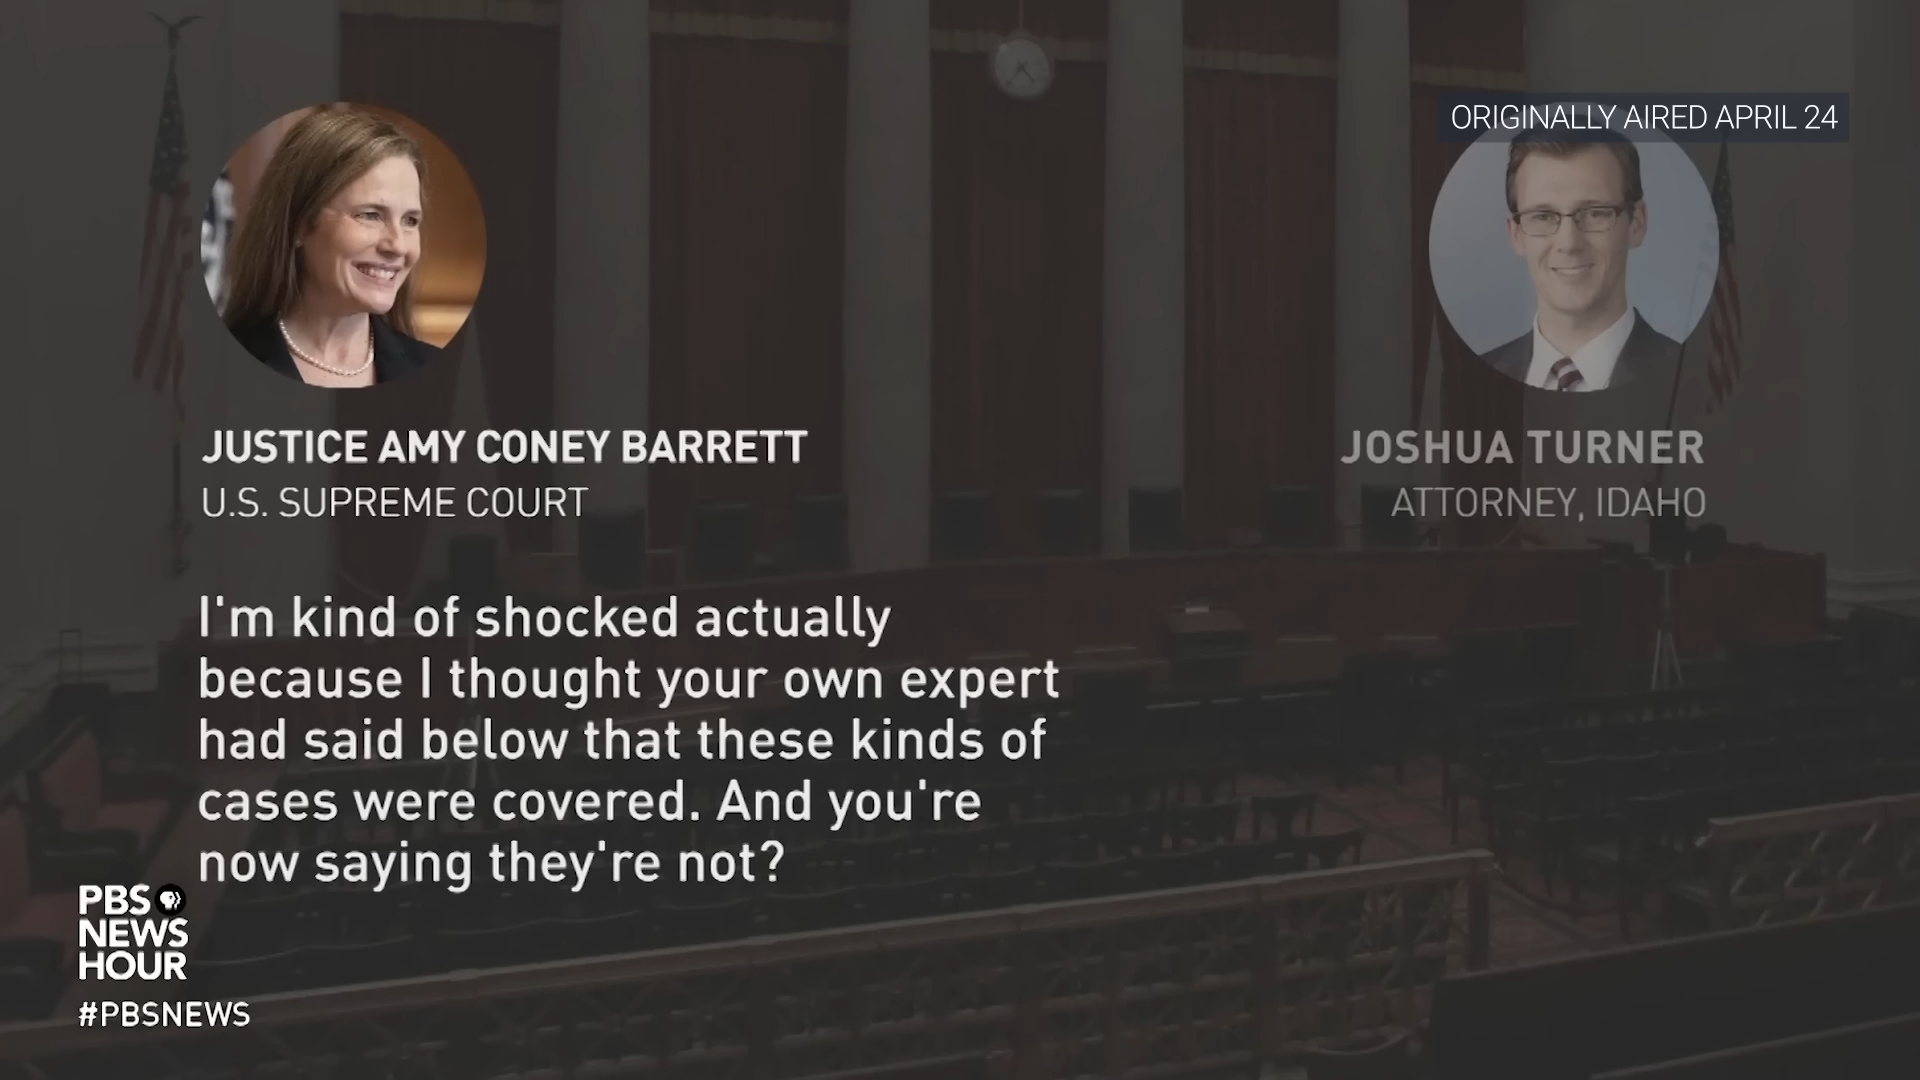 ORIGINALLY AIRED APRIL 24
JUSTICE AMY CONEY BARRETT
U.S. SUPREME COURT
JOSHUA TURNER
ATTORNEY, IDAHO
I'm kind of shocked actually
because I thought your own expert
had said below that these kinds of
cases were covered. And you're
now saying they're not?
PBS
NEWS
HOUR
#PBSNEWS